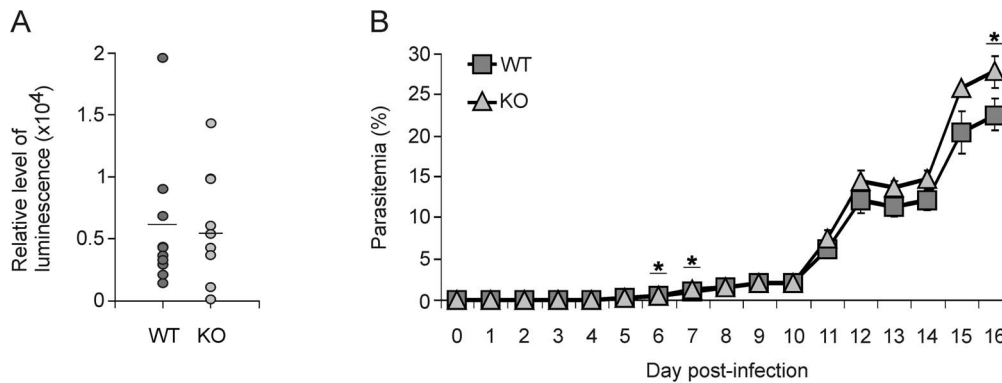 A
Relative level of
luminescence (x10⁴)
2
1.5
1
0.5
0
WT KO
B
Parasitemia (%)
30
25
20
15
10
5
0
WT
KO
* * *
0 1 2 3 4 5 6 7 8 9 10 11 12 13 14 15 16
Day post-infection